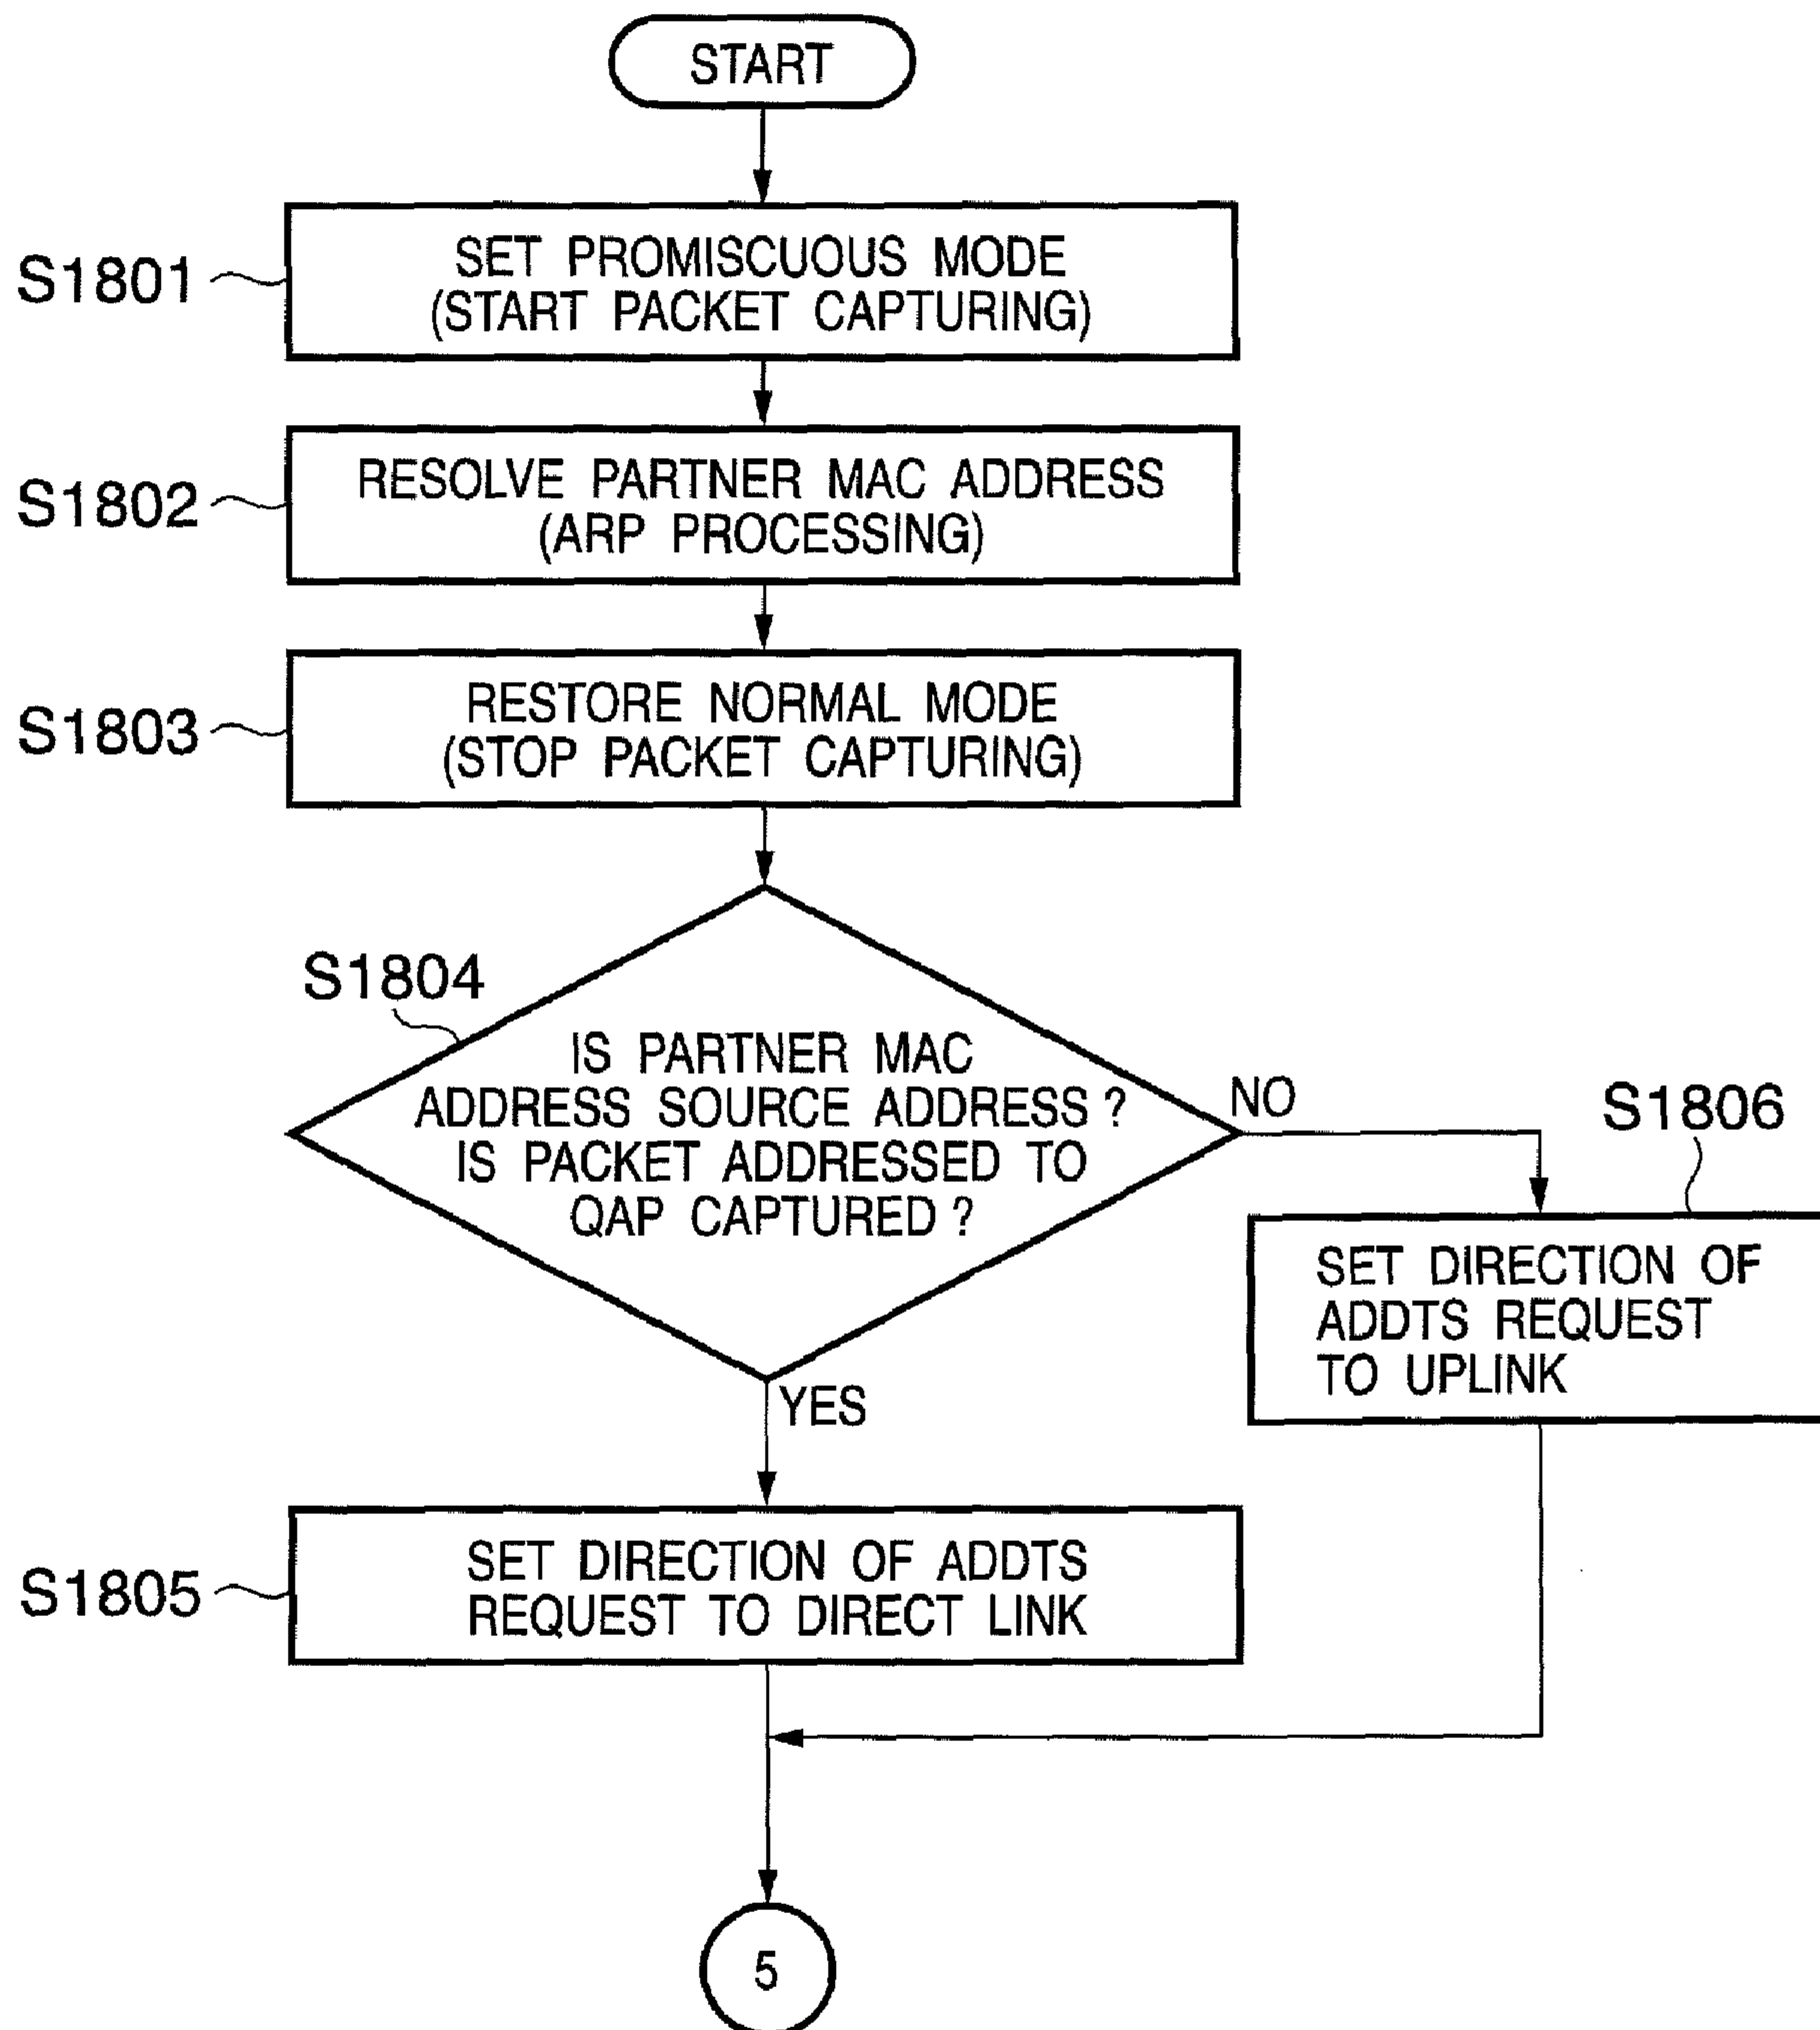 START
S1801
SET PROMISCUOUS MODE
(START PACKET CAPTURING)
S1802
RESOLVE PARTNER MAC ADDRESS
(ARP PROCESSING)
S1803
RESTORE NORMAL MODE
(STOP PACKET CAPTURING)
S1804
IS PARTNER MAC
ADDRESS SOURCE ADDRESS ?
IS PACKET ADDRESSED TO
QAP CAPTURED ?
NO
S1806
SET DIRECTION OF
ADDTS REQUEST
TO UPLINK
YES
S1805
SET DIRECTION OF ADDTS
REQUEST TO DIRECT LINK
5